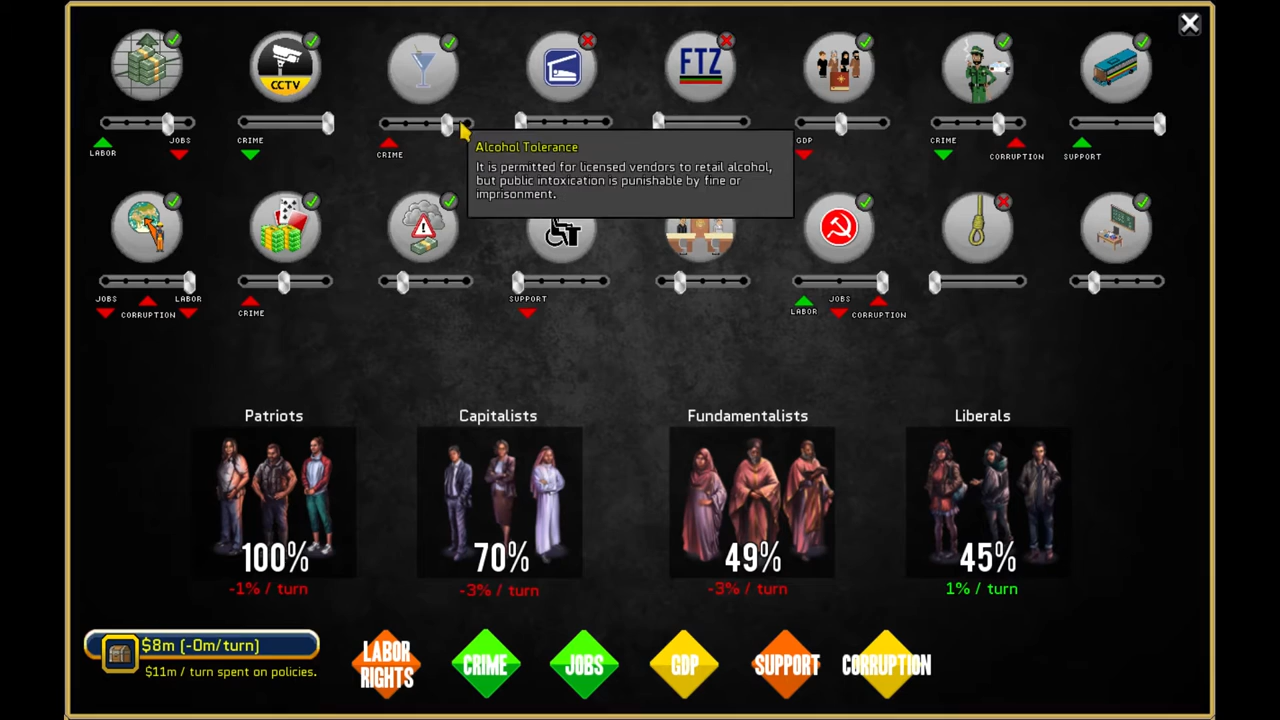 CCTV
FTZ
LABOR
JOBS
CRIME
CRIME
GDP
CRIME
CORRUPTION
SUPPORT
Alcohol Tolerance
It is permitted for licensed vendors to retail alcohol,
but public intoxication is punishable by fine or
imprisonment.
JOBS
LABOR
CORRUPTION
CRIME
SUPPORT
LABOR
JOBS
CORRUPTION
Patriots
Capitalists
Fundamentalists
Liberals
100%
70%
49%
45%
-1% / turn
-3% / turn
-3% / turn
1% / turn
$8m (-0m/turn)
$11m / turn spent on policies.
LABOR
RIGHTS
CRIME
JOBS
GDP
SUPPORT
CORRUPTION